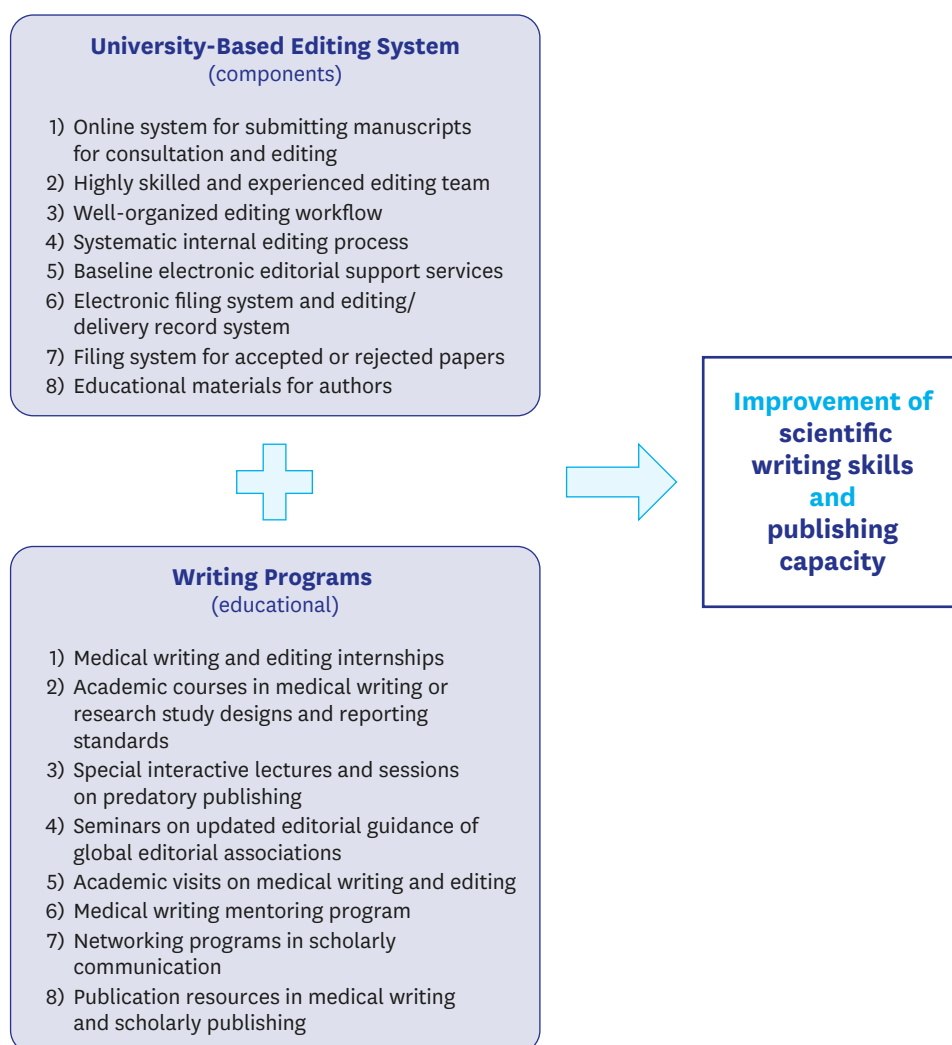 University-Based Editing System
(components)
1) Online system for submitting manuscripts
for consultation and editing
2) Highly skilled and experienced editing team
3) Well-organized editing workflow
4) Systematic internal editing process
5) Baseline electronic editorial support services
6) Electronic filing system and editing/
delivery record system
7) Filing system for accepted or rejected papers
8) Educational materials for authors
Writing Programs
(educational)
1) Medical writing and editing internships
2) Academic courses in medical writing or
research study designs and reporting
standards
3) Special interactive lectures and sessions
on predatory publishing
4) Seminars on updated editorial guidance of
global editorial associations
5) Academic visits on medical writing and editing
6) Medical writing mentoring program
7) Networking programs in scholarly
communication
8) Publication resources in medical writing
and scholarly publishing
Improvement of
scientific
writing skills
and
publishing
capacity